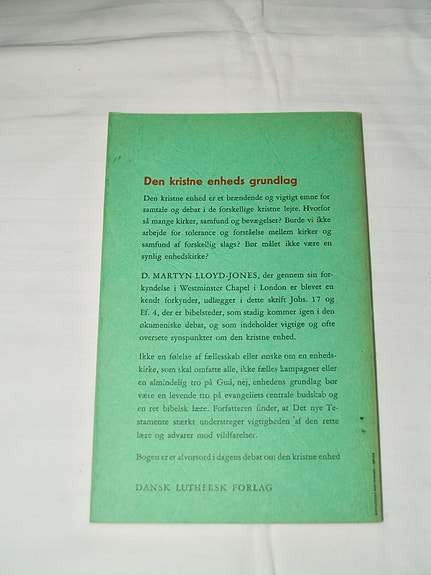 Den kristne enheds grundlag
Den kristne enhed er et brændende og vigtigt emne for
samtale og debat i de forskellige kristne lejre. Hvorfor
så mange kirker, samfund og bevægelser? Burde vi ikke
arbejde for tolerance og forståelse mellem kirker og
samfund af forskellig slags? Bør målet ikke være en
synlig enhedskirke?
D. MARTYN LLOYD-JONES, der gennem sin for-
kyndelse i Westminster Chapel i London er blevet en
kendt forkynder, udlægger i dette skrift Johs. 17 og
Ef. 4, der er bibelsteder, som stadig kommer igen i den
økumeniske debat, og som indeholder vigtige og ofte
oversete synspunkter om den kristne enhed.
Ikke en følelse af fællesskab eller ønske om en enheds-
kirke, som skal omfatte alle, ikke fælles kampagner eller
en almindelig tro på Gud, nej, enhedens grundlag bør
være en levende tro på evangeliets centrale budskab og
en ret bibelsk lære. Forfatteren finder, at Det nye Te-
stamente stærkt understreger vigtigheden af den rette
lære og advarer mod vildfarelser.
Bogen er et alvorsord i dagens debat om den kristne enhed
DANSK LUTHERSK FORLAG